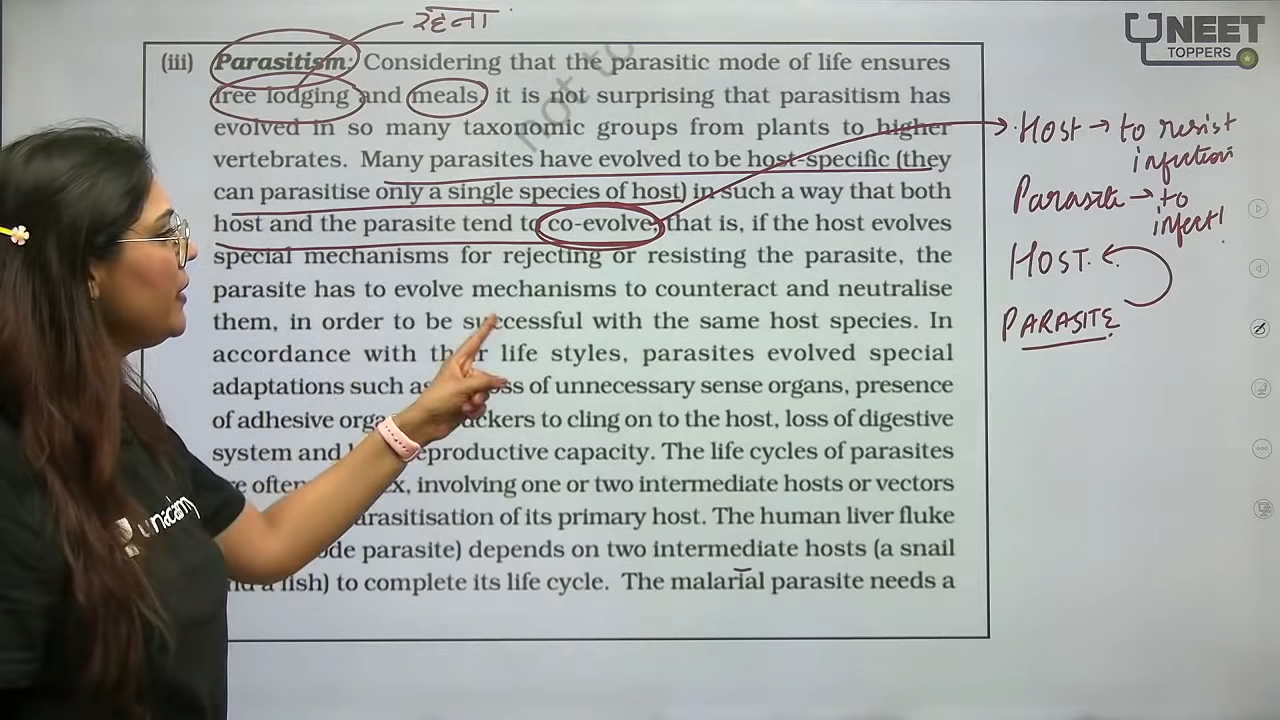 रहना
UNEET
TOPPERS
(iii) Parasitism: Considering that the parasitic mode of life ensures
free lodging and meals, it is not surprising that parasitism has
evolved in so many taxonomic groups from plants to higher
vertebrates. Many parasites have evolved to be host-specific (they
can parasitise only a single species of host) in such a way that both
host and the parasite tend to co-evolve; that is, if the host evolves
special mechanisms for rejecting or resisting the parasite, the
parasite has to evolve mechanisms to counteract and neutralise
them, in order to be successful with the same host species. In
accordance with life styles, parasites evolved special
adaptations such as of unnecessary sense organs, presence
of adhesive to cling on to the host, loss of digestive
system and reproductive capacity. The life cycles of parasites
often involving one or two intermediate hosts or vectors
parasitisation of its primary host. The human liver fluke
parasite) depends on two intermediate hosts (a snail
fish) to complete its life cycle. The malarial parasite needs a
not to
HOST → to resist
infection
Parasite → to
infect!
HOST.
PARASITE
unacademy